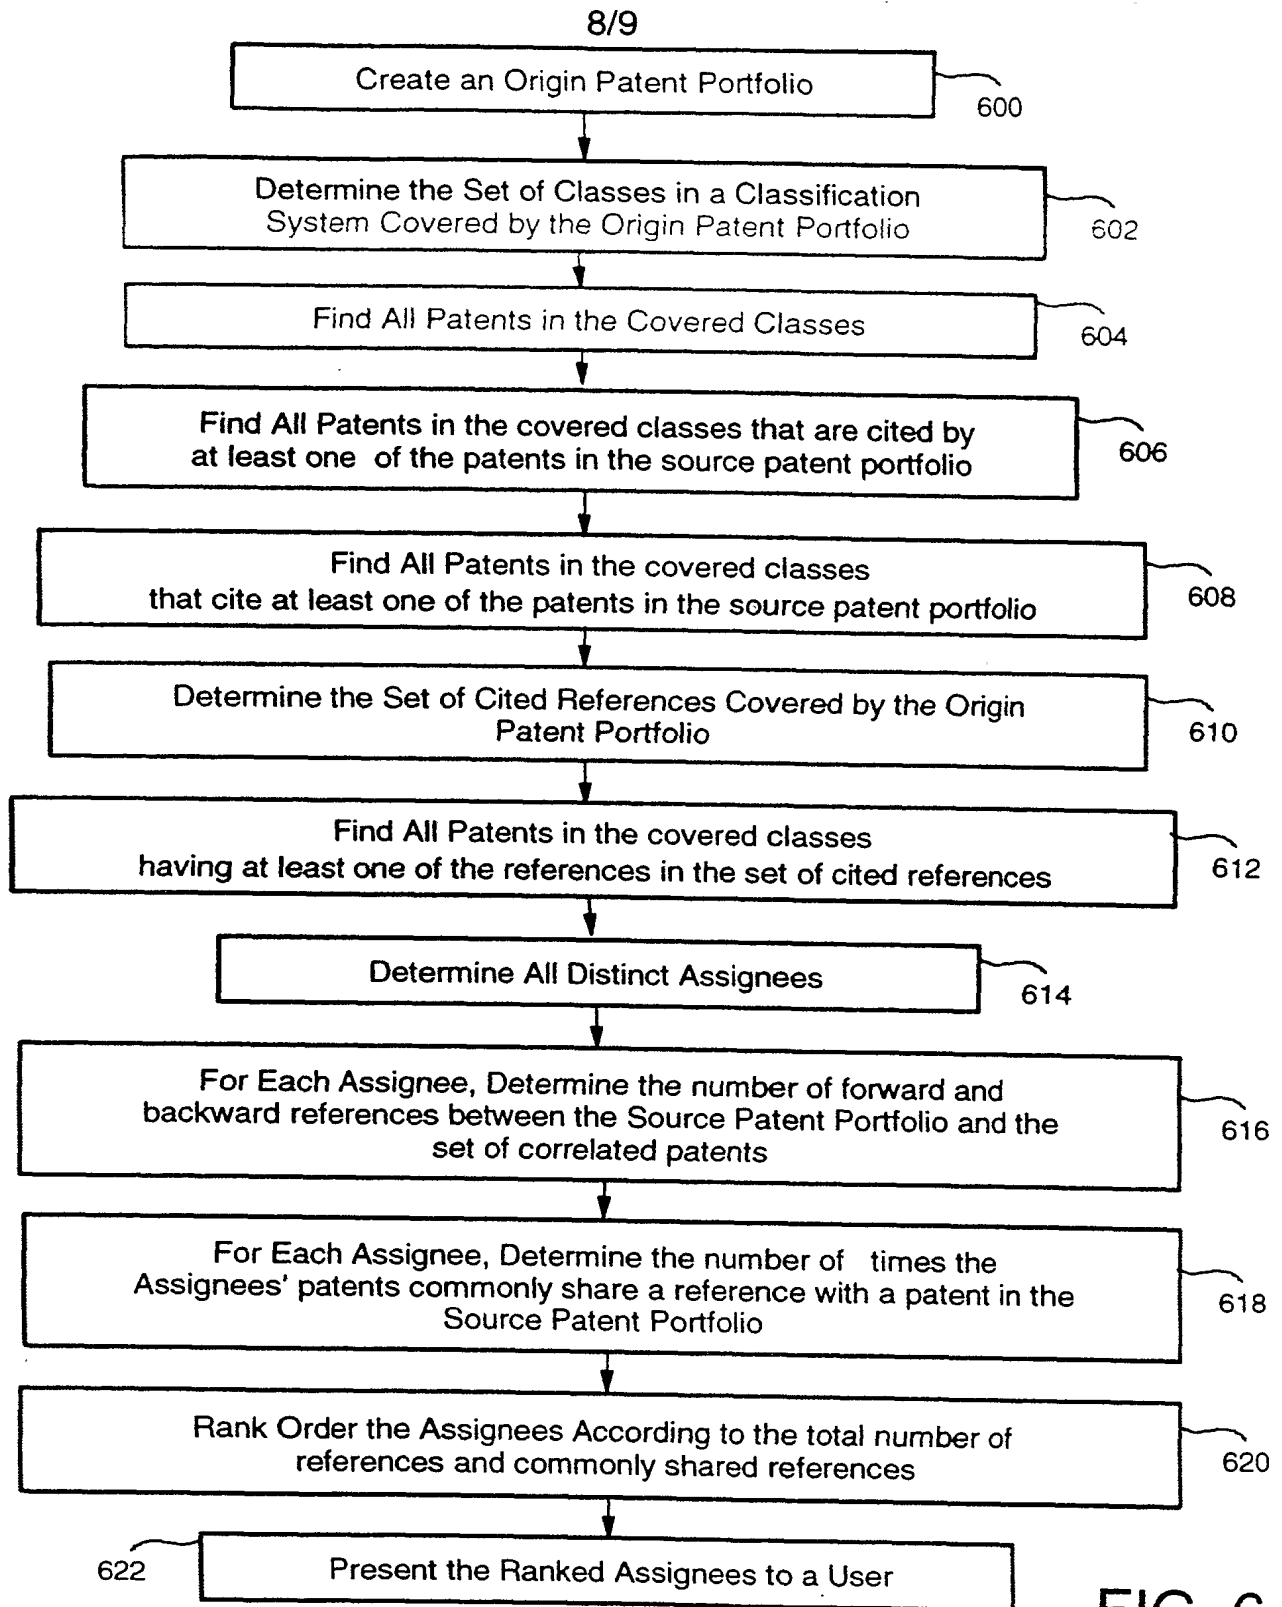 8/9
Create an Origin Patent Portfolio
600
Determine the Set of Classes in a Classification
System Covered by the Origin Patent Portfolio
602
Find All Patents in the Covered Classes
604
Find All Patents in the covered classes that are cited by
at least one of the patents in the source patent portfolio
606
Find All Patents in the covered classes
that cite at least one of the patents in the source patent portfolio
608
Determine the Set of Cited References Covered by the Origin
Patent Portfolio
610
Find All Patents in the covered classes
having at least one of the references in the set of cited references
612
Determine All Distinct Assignees
614
For Each Assignee, Determine the number of forward and
backward references between the Source Patent Portfolio and the
set of correlated patents
616
For Each Assignee, Determine the number of times the
Assignees' patents commonly share a reference with a patent in the
Source Patent Portfolio
618
Rank Order the Assignees According to the total number of
references and commonly shared references
620
622
Present the Ranked Assignees to a User
FIG. 6